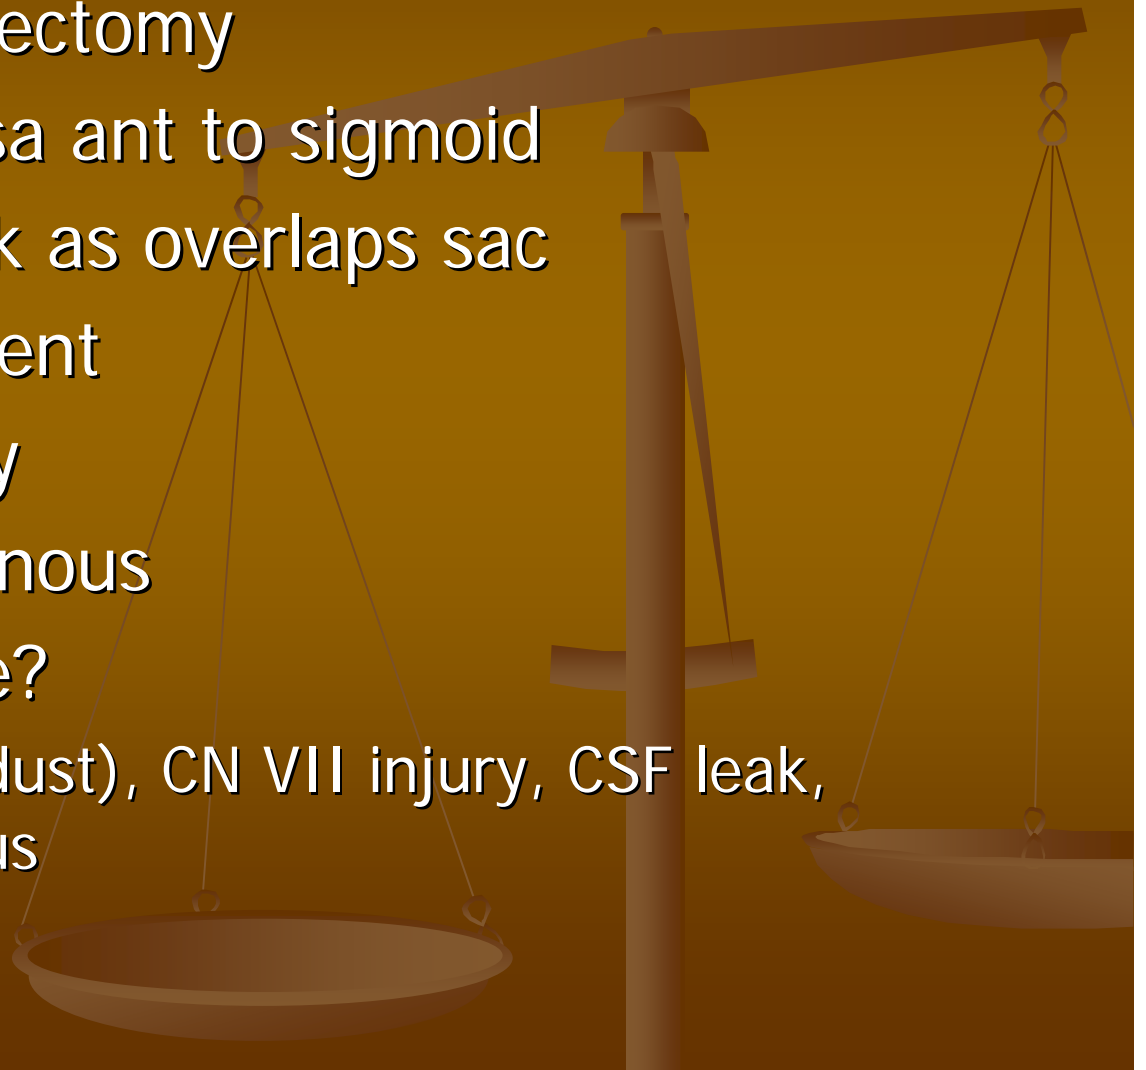 ectomy
sa ant to sigmoid
k as overlaps sac
ent
y
nous
e?
dust), CN VII injury, CSF leak,
us